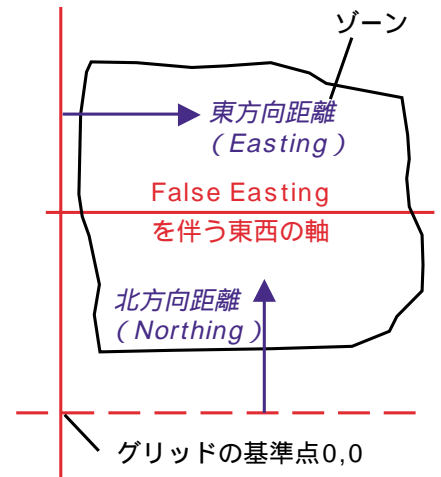 ゾーン
東方向距離
（Easting）
False Easting
を伴う東西の軸
北方向距離
（Northing）
グリッドの基準点0,0